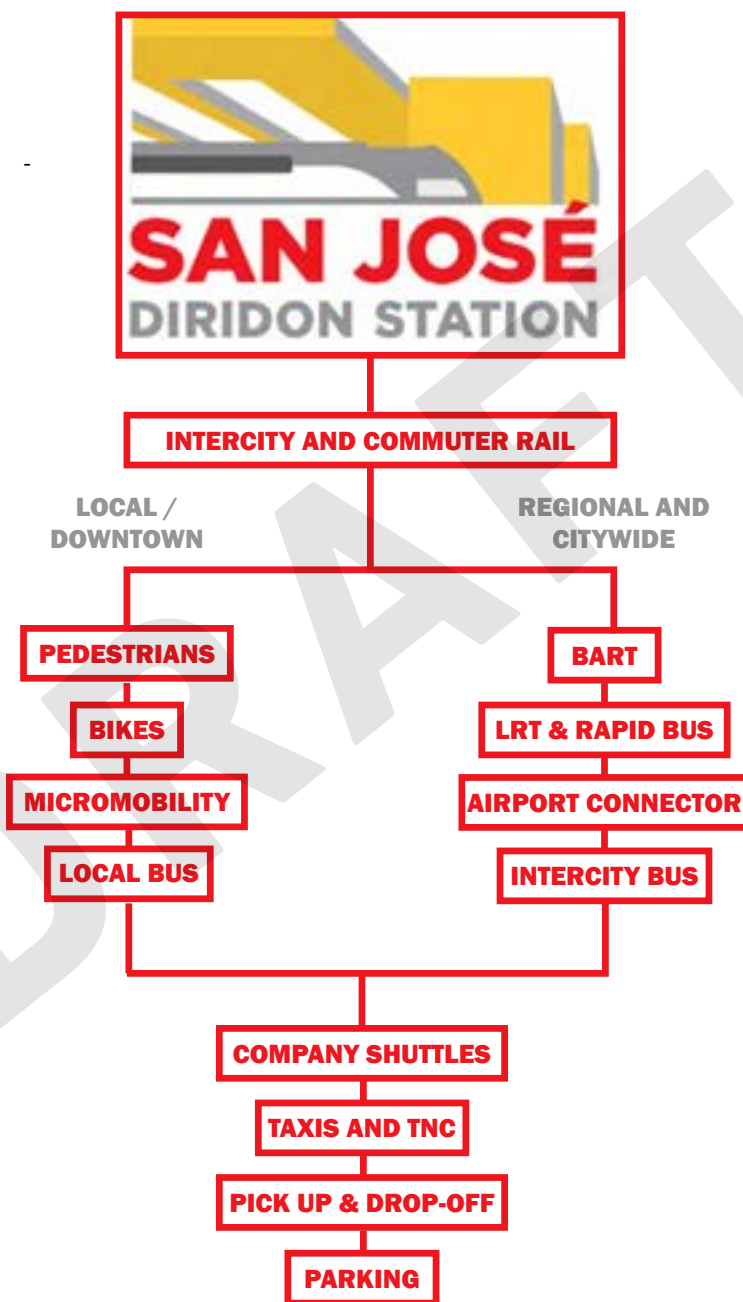 -
SAN JOSÉ
DIRIDON STATION
INTERCITY AND COMMUTER RAIL
LOCAL /
DOWNTOWN
REGIONAL AND
CITYWIDE
PEDESTRIANS
BIKES
MICROMOBILITY
LOCAL BUS
BART
LRT & RAPID BUS
AIRPORT CONNECTOR
INTERCITY BUS
COMPANY SHUTTLES
TAXIS AND TNC
PICK UP & DROP-OFF
PARKING
DRAFT